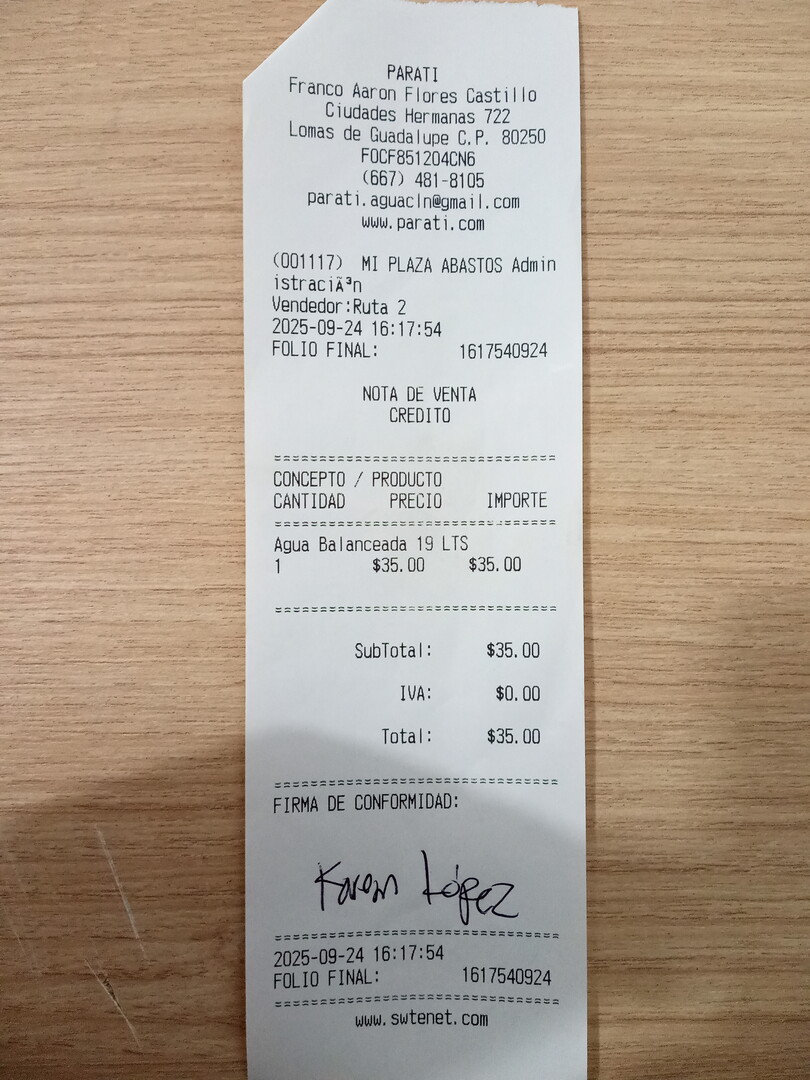 PARATI
Franco Aaron Flores Castillo
Ciudades Hermanas 722
Lomas de Guadalupe C.P. 80250
FOCF851204CN6
(667) 481-8105
parati.aguacln@gmail.com
www.parati.com
(001117) MI PLAZA ABASTOS Admin
istraciÃ³n
Vendedor:Ruta 2
2025-09-24 16:17:54
FOLIO FINAL: 1617540924
NOTA DE VENTA
CREDITO
===============================
CONCEPTO / PRODUCTO
CANTIDAD PRECIO IMPORTE
===============================
Agua Balanceada 19 LTS
1 $35.00 $35.00
===============================
SubTotal: $35.00
IVA: $0.00
Total: $35.00
===============================
FIRMA DE CONFORMIDAD:
Karem López
===============================
2025-09-24 16:17:54
FOLIO FINAL: 1617540924
===============================
www.swtenet.com